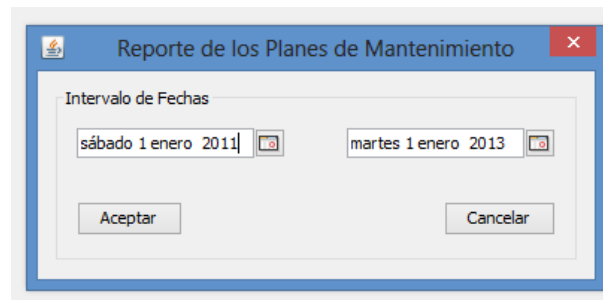 Reporte de los Planes de Mantenimiento
Intervalo de Fechas
sábado 1 enero 2011 martes 1 enero 2013
Aceptar Cancelar